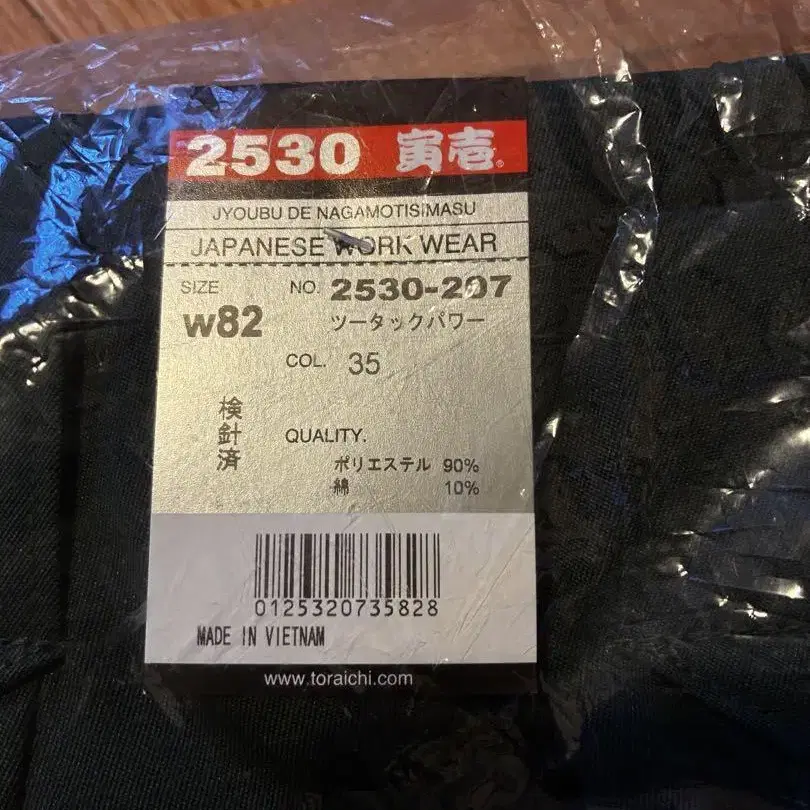 2530 寅壱®
JYOUBU DE NAGAMOTISIMASU
JAPANESE WORK WEAR
SIZE NO. 2530-207
w82 ツータックパワー
COL. 35
検針済
QUALITY.
ポリエステル 90%
綿 10%
0125320735828
MADE IN VIETNAM
www.toraichi.com